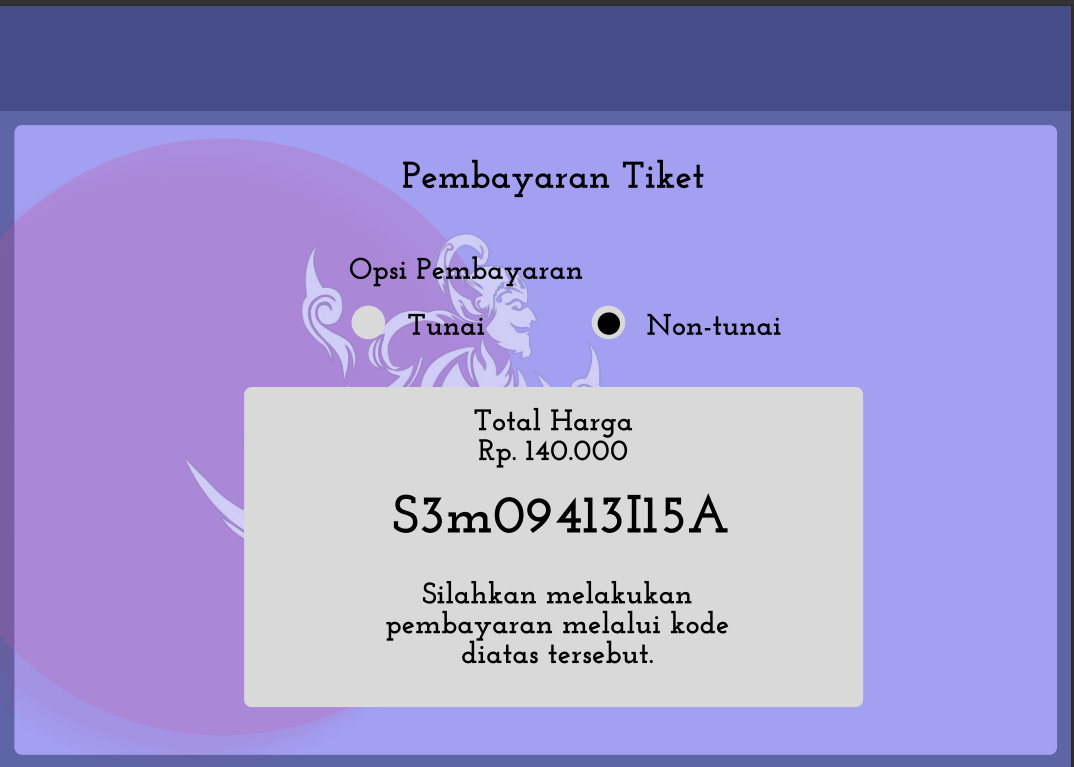 Pembayaran Tiket
Opsi Pembayaran
Tunai Non-tunai
Total Harga
Rp. 140.000
S3m09413I15A
Silahkan melakukan
pembayaran melalui kode
diatas tersebut.